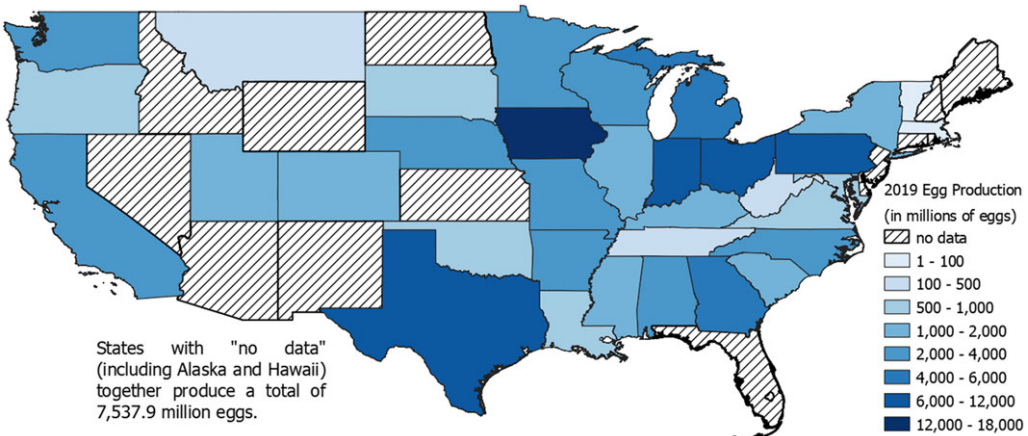 2019 Egg Production
(in millions of eggs)
no data
1 - 100
100 - 500
500 - 1,000
1,000 - 2,000
2,000 - 4,000
4,000 - 6,000
6,000 - 12,000
12,000 - 18,000
States with "no data"
(including Alaska and Hawaii)
together produce a total of
7,537.9 million eggs.